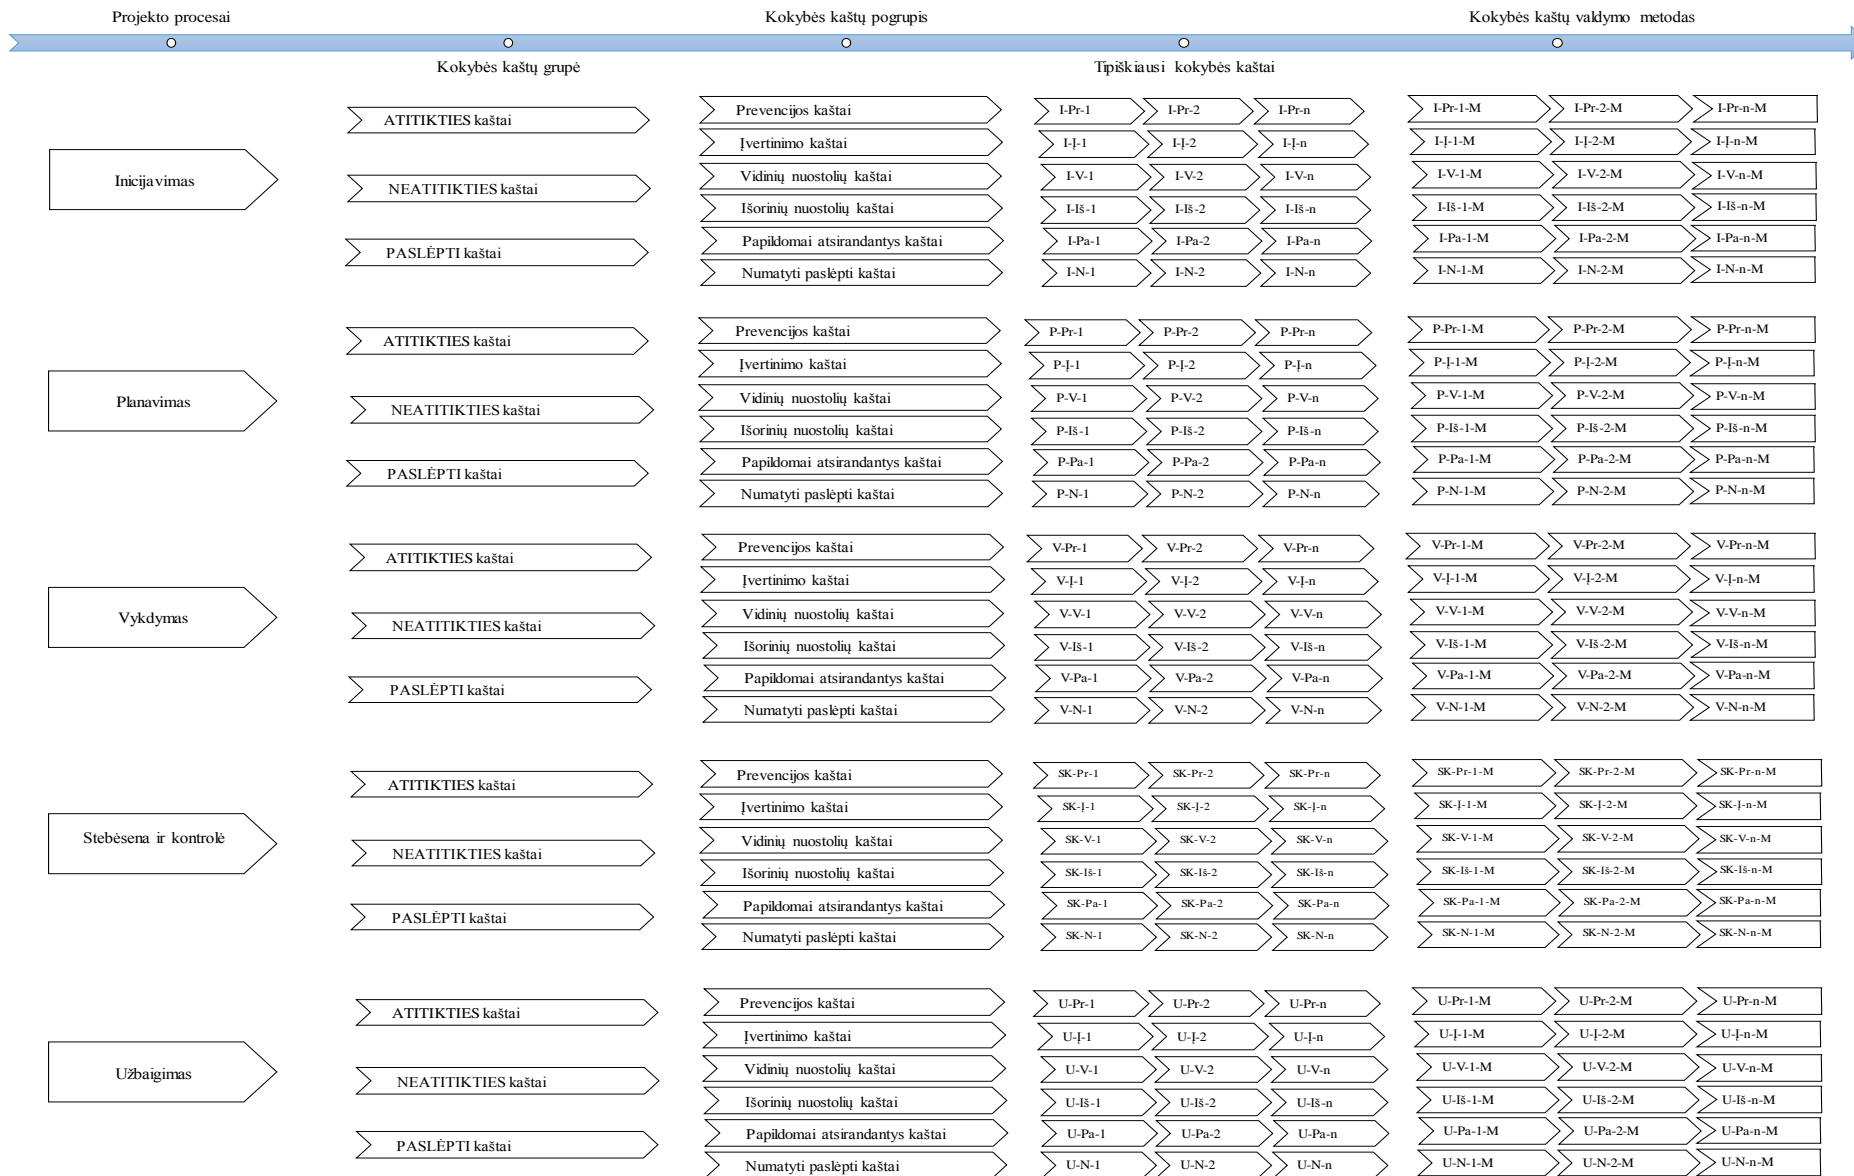 Projekto procesai
Kokybės kaštų pogrupis
Kokybės kaštų valdymo metodas
Kokybės kaštų grupė
Tipiškiausi kokybės kaštai
Inicijavimas
ATITIKTIES kaštai
NEATITIKTIES kaštai
PASLĖPTI kaštai
Prevencijos kaštai I-Pr-1 I-Pr-2 I-Pr-n I-Pr-1-M I-Pr-2-M I-Pr-n-M
Įvertinimo kaštai I-Į-1 I-Į-2 I-Į-n I-Į-1-M I-Į-2-M I-Į-n-M
Vidinių nuostolių kaštai I-V-1 I-V-2 I-V-n I-V-1-M I-V-2-M I-V-n-M
Išorinių nuostolių kaštai I-Iš-1 I-Iš-2 I-Iš-n I-Iš-1-M I-Iš-2-M I-Iš-n-M
Papildomai atsirandantys kaštai I-Pa-1 I-Pa-2 I-Pa-n I-Pa-1-M I-Pa-2-M I-Pa-n-M
Numatyti paslėpti kaštai I-N-1 I-N-2 I-N-n I-N-1-M I-N-2-M I-N-n-M
Planavimas
ATITIKTIES kaštai
NEATITIKTIES kaštai
PASLĖPTI kaštai
Prevencijos kaštai P-Pr-1 P-Pr-2 P-Pr-n P-Pr-1-M P-Pr-2-M P-Pr-n-M
Įvertinimo kaštai P-Į-1 P-Į-2 P-Į-n P-Į-1-M P-Į-2-M P-Į-n-M
Vidinių nuostolių kaštai P-V-1 P-V-2 P-V-n P-V-1-M P-V-2-M P-V-n-M
Išorinių nuostolių kaštai P-Iš-1 P-Iš-2 P-Iš-n P-Iš-1-M P-Iš-2-M P-Iš-n-M
Papildomai atsirandantys kaštai P-Pa-1 P-Pa-2 P-Pa-n P-Pa-1-M P-Pa-2-M P-Pa-n-M
Numatyti paslėpti kaštai P-N-1 P-N-2 P-N-n P-N-1-M P-N-2-M P-N-n-M
Vykdymas
ATITIKTIES kaštai
NEATITIKTIES kaštai
PASLĖPTI kaštai
Prevencijos kaštai V-Pr-1 V-Pr-2 V-Pr-n V-Pr-1-M V-Pr-2-M V-Pr-n-M
Įvertinimo kaštai V-Į-1 V-Į-2 V-Į-n V-Į-1-M V-Į-2-M V-Į-n-M
Vidinių nuostolių kaštai V-V-1 V-V-2 V-V-n V-V-1-M V-V-2-M V-V-n-M
Išorinių nuostolių kaštai V-Iš-1 V-Iš-2 V-Iš-n V-Iš-1-M V-Iš-2-M V-Iš-n-M
Papildomai atsirandantys kaštai V-Pa-1 V-Pa-2 V-Pa-n V-Pa-1-M V-Pa-2-M V-Pa-n-M
Numatyti paslėpti kaštai V-N-1 V-N-2 V-N-n V-N-1-M V-N-2-M V-N-n-M
Stebėsena ir kontrolė
ATITIKTIES kaštai
NEATITIKTIES kaštai
PASLĖPTI kaštai
Prevencijos kaštai SK-Pr-1 SK-Pr-2 SK-Pr-n SK-Pr-1-M SK-Pr-2-M SK-Pr-n-M
Įvertinimo kaštai SK-Į-1 SK-Į-2 SK-Į-n SK-Į-1-M SK-Į-2-M SK-Į-n-M
Vidinių nuostolių kaštai SK-V-1 SK-V-2 SK-V-n SK-V-1-M SK-V-2-M SK-V-n-M
Išorinių nuostolių kaštai SK-Iš-1 SK-Iš-2 SK-Iš-n SK-Iš-1-M SK-Iš-2-M SK-Iš-n-M
Papildomai atsirandantys kaštai SK-Pa-1 SK-Pa-2 SK-Pa-n SK-Pa-1-M SK-Pa-2-M SK-Pa-n-M
Numatyti paslėpti kaštai SK-N-1 SK-N-2 SK-N-n SK-N-1-M SK-N-2-M SK-N-n-M
Užbaigimas
ATITIKTIES kaštai
NEATITIKTIES kaštai
PASLĖPTI kaštai
Prevencijos kaštai U-Pr-1 U-Pr-2 U-Pr-n U-Pr-1-M U-Pr-2-M U-Pr-n-M
Įvertinimo kaštai U-Į-1 U-Į-2 U-Į-n U-Į-1-M U-Į-2-M U-Į-n-M
Vidinių nuostolių kaštai U-V-1 U-V-2 U-V-n U-V-1-M U-V-2-M U-V-n-M
Išorinių nuostolių kaštai U-Iš-1 U-Iš-2 U-Iš-n U-Iš-1-M U-Iš-2-M U-Iš-n-M
Papildomai atsirandantys kaštai U-Pa-1 U-Pa-2 U-Pa-n U-Pa-1-M U-Pa-2-M U-Pa-n-M
Numatyti paslėpti kaštai U-N-1 U-N-2 U-N-n U-N-1-M U-N-2-M U-N-n-M